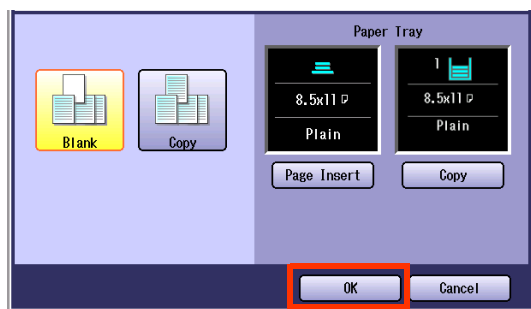 Paper Tray
Blank
Copy
8.5x11
Plain
Page Insert
1
8.5x11
Plain
Copy
OK
Cancel